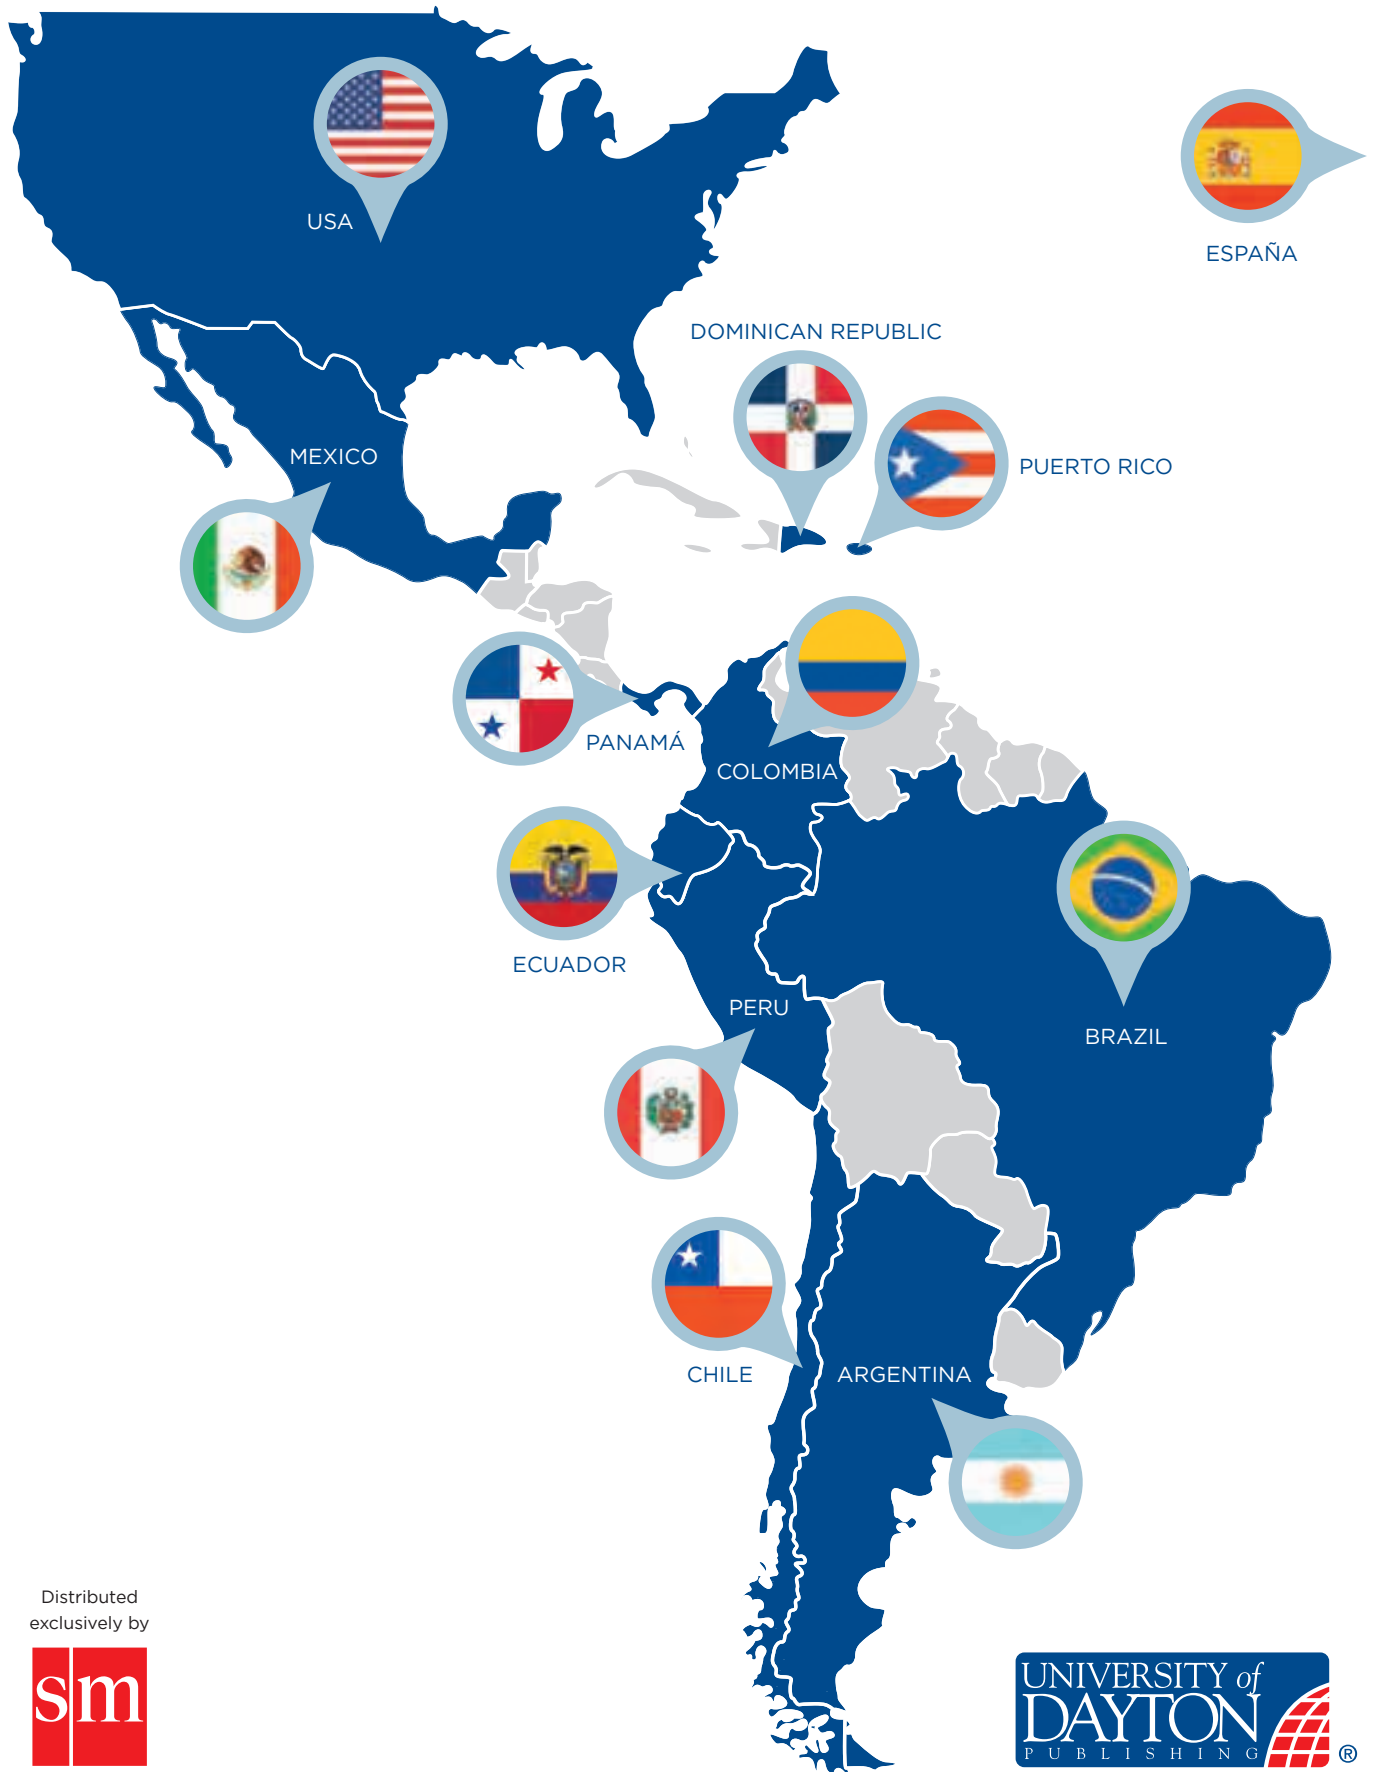 USA
ESPAÑA
DOMINICAN REPUBLIC
MEXICO
PUERTO RICO
PANAMÁ
COLOMBIA
ECUADOR
PERU
BRAZIL
CHILE
ARGENTINA
Distributed
exclusively by
sm
UNIVERSITY of
DAYTON
PUBLISHING
®